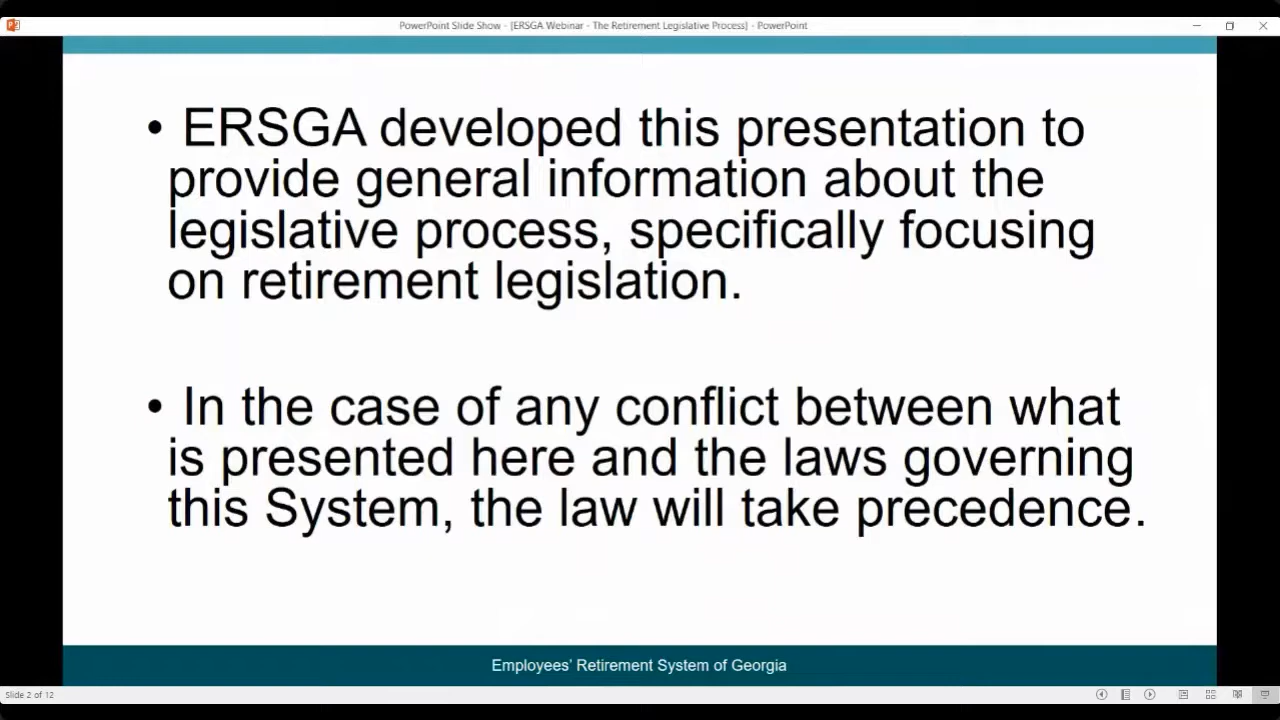 PowerPoint Slide Show - [ERSGA Webinar - The Retirement Legislative Process] - PowerPoint
• ERSGA developed this presentation to
provide general information about the
legislative process, specifically focusing
on retirement legislation.
• In the case of any conflict between what
is presented here and the laws governing
this System, the law will take precedence.
Employees' Retirement System of Georgia
Slide 2 of 12